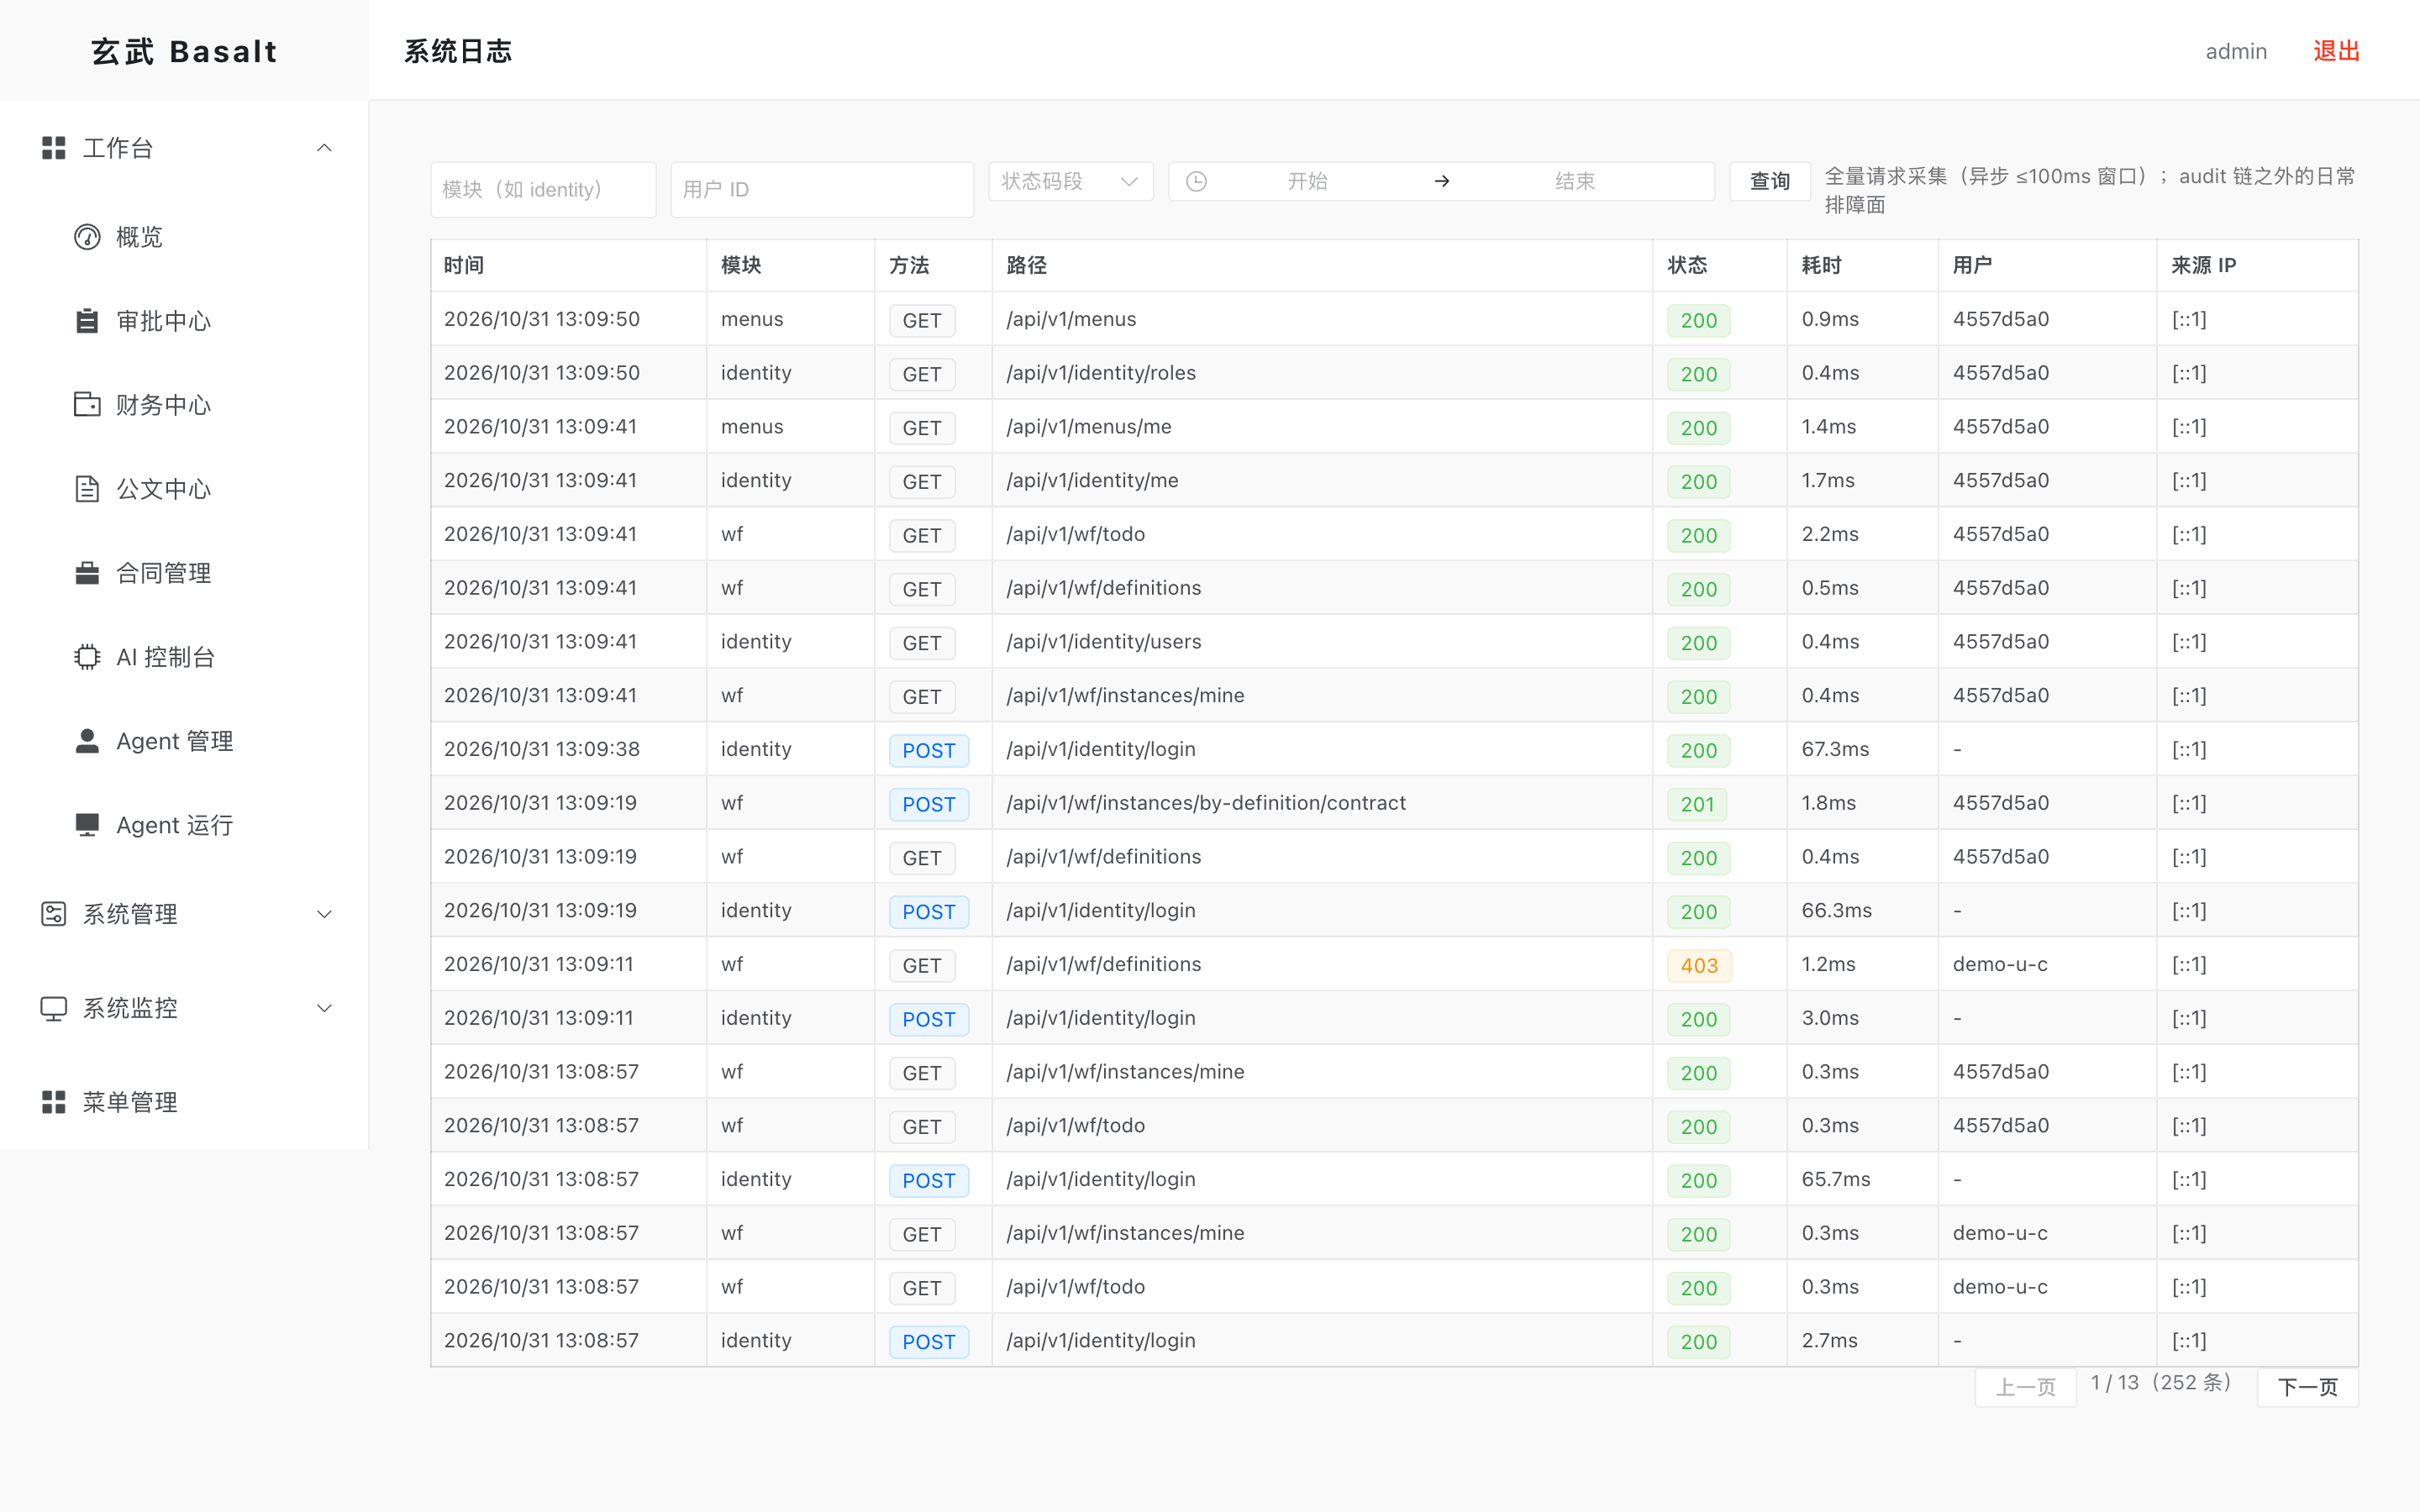 玄武 Basalt
系统日志
admin
退出
工作台
概览
审批中心
财务中心
公文中心
合同管理
AI 控制台
Agent 管理
Agent 运行
系统管理
系统监控
菜单管理
模块（如 identity）
用户 ID
状态码段
开始
→
结束
查询
全量请求采集（异步 ≤100ms 窗口）；audit 链之外的日常
排障面
时间 模块 方法 路径 状态 耗时 用户 来源 IP
2026/10/31 13:09:50 menus GET /api/v1/menus 200 0.9ms 4557d5a0 [::1]
2026/10/31 13:09:50 identity GET /api/v1/identity/roles 200 0.4ms 4557d5a0 [::1]
2026/10/31 13:09:41 menus GET /api/v1/menus/me 200 1.4ms 4557d5a0 [::1]
2026/10/31 13:09:41 identity GET /api/v1/identity/me 200 1.7ms 4557d5a0 [::1]
2026/10/31 13:09:41 wf GET /api/v1/wf/todo 200 2.2ms 4557d5a0 [::1]
2026/10/31 13:09:41 wf GET /api/v1/wf/definitions 200 0.5ms 4557d5a0 [::1]
2026/10/31 13:09:41 identity GET /api/v1/identity/users 200 0.4ms 4557d5a0 [::1]
2026/10/31 13:09:41 wf GET /api/v1/wf/instances/mine 200 0.4ms 4557d5a0 [::1]
2026/10/31 13:09:38 identity POST /api/v1/identity/login 200 67.3ms - [::1]
2026/10/31 13:09:19 wf POST /api/v1/wf/instances/by-definition/contract 201 1.8ms 4557d5a0 [::1]
2026/10/31 13:09:19 wf GET /api/v1/wf/definitions 200 0.4ms 4557d5a0 [::1]
2026/10/31 13:09:19 identity POST /api/v1/identity/login 200 66.3ms - [::1]
2026/10/31 13:09:11 wf GET /api/v1/wf/definitions 403 1.2ms demo-u-c [::1]
2026/10/31 13:09:11 identity POST /api/v1/identity/login 200 3.0ms - [::1]
2026/10/31 13:08:57 wf GET /api/v1/wf/instances/mine 200 0.3ms 4557d5a0 [::1]
2026/10/31 13:08:57 wf GET /api/v1/wf/todo 200 0.3ms 4557d5a0 [::1]
2026/10/31 13:08:57 identity POST /api/v1/identity/login 200 65.7ms - [::1]
2026/10/31 13:08:57 wf GET /api/v1/wf/instances/mine 200 0.3ms demo-u-c [::1]
2026/10/31 13:08:57 wf GET /api/v1/wf/todo 200 0.3ms demo-u-c [::1]
2026/10/31 13:08:57 identity POST /api/v1/identity/login 200 2.7ms - [::1]
上一页
1 / 13（252 条）
下一页